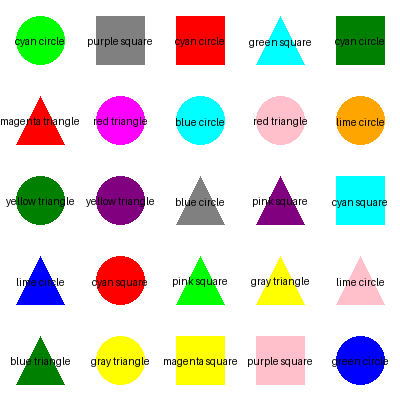 cyan circle purple square cyan circle green square cyan circle
magenta triangle red triangle blue circle red triangle lime circle
yellow triangle yellow triangle blue circle pink square cyan square
lime circle cyan square pink square gray triangle lime circle
blue triangle gray triangle magenta square purple square green circle